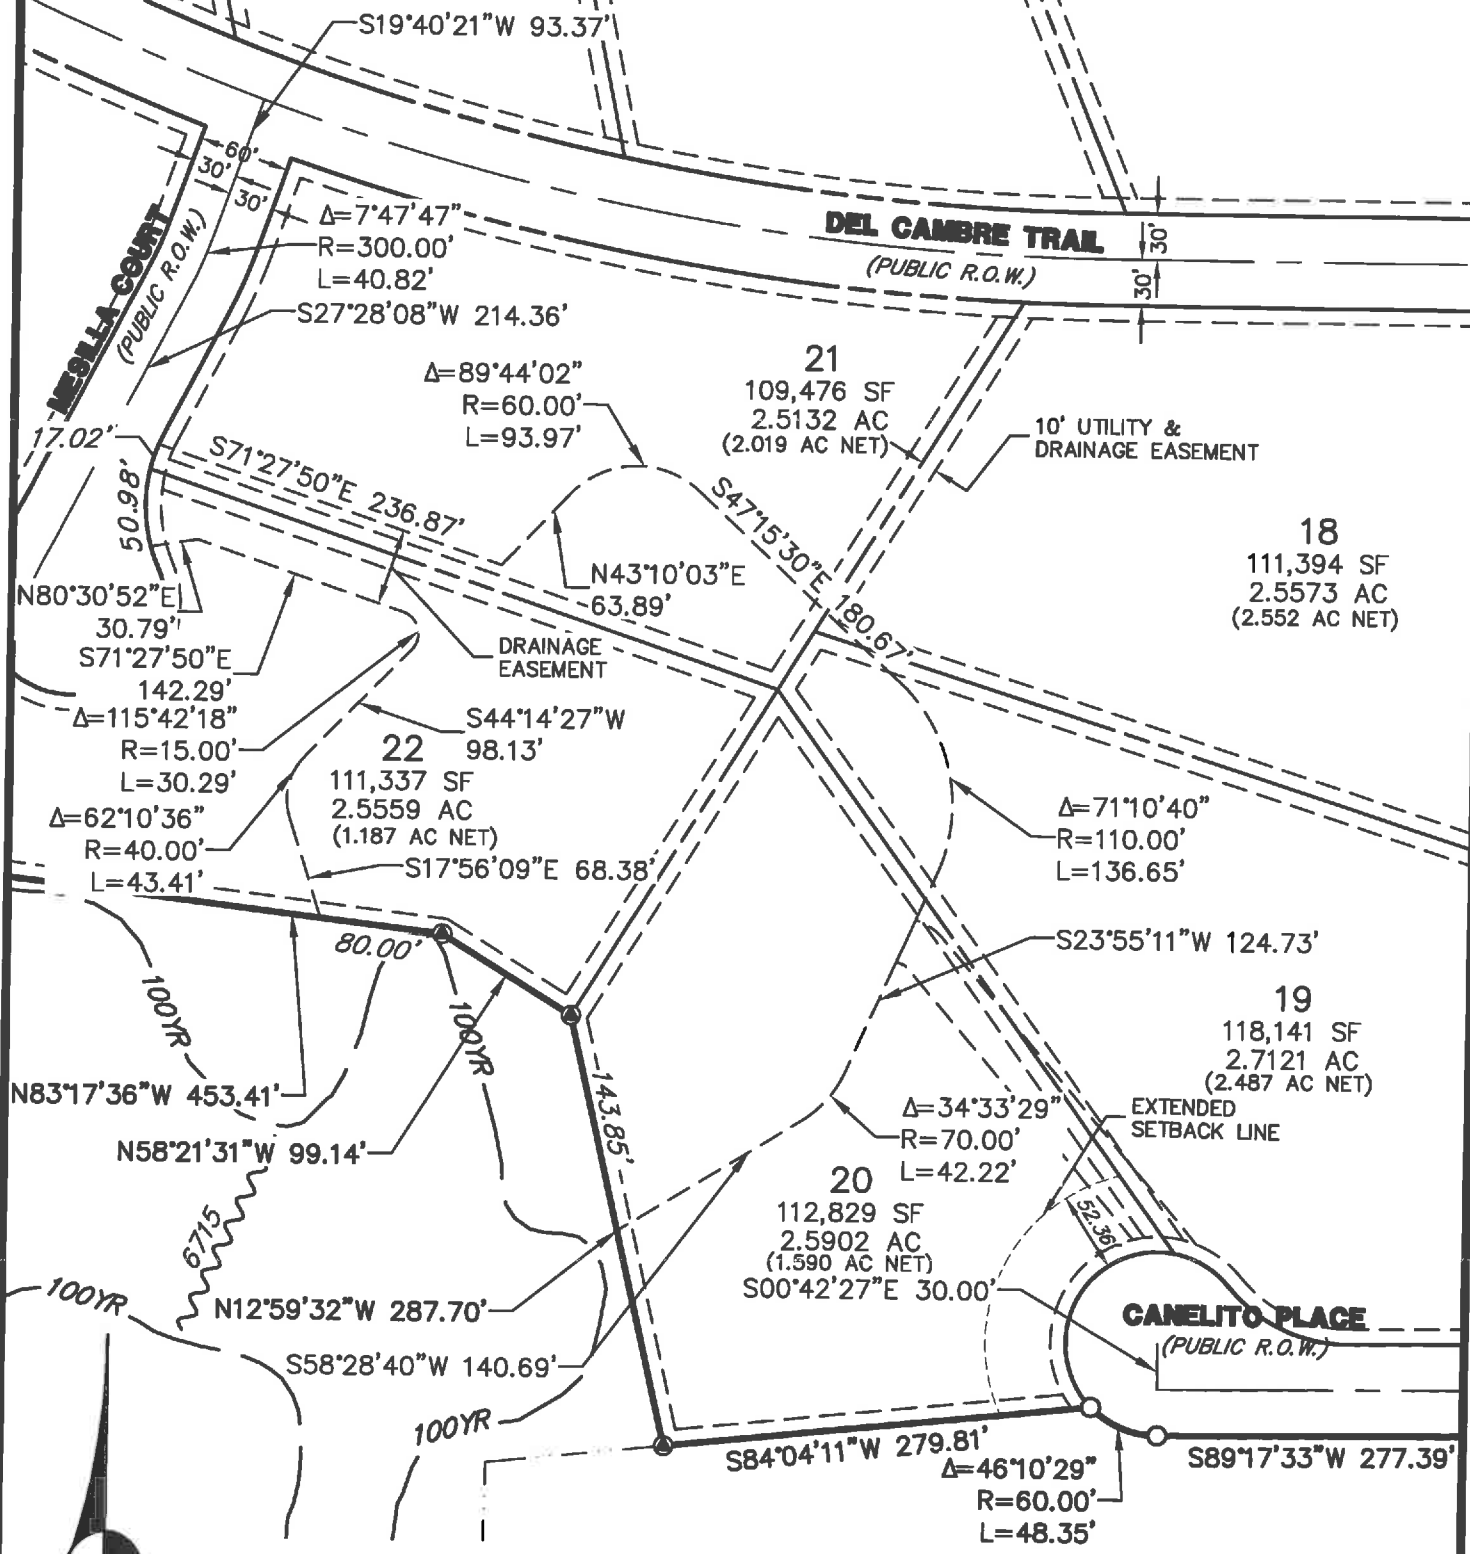 S19°40'21"W 93.37'
60'
30'
30'
MESILLA COURT
(PUBLIC R.O.W.)
Δ=7°47'47"
R=300.00'
L=40.82'
S27°28'08"W 214.36'
DEL CAMBRE TRAIL
(PUBLIC R.O.W.)
30'
30'
Δ=89°44'02"
R=60.00'
L=93.97'
21
109,476 SF
2.5132 AC
(2.019 AC NET)
10' UTILITY &
DRAINAGE EASEMENT
17.02'
50.98'
S71°27'50"E 236.87'
S47°15'30"E 180.67'
N43°10'03"E
63.89'
18
111,394 SF
2.5573 AC
(2.552 AC NET)
N80°30'52"E
30.79'
S71°27'50"E
142.29'
DRAINAGE
EASEMENT
Δ=115°42'18"
R=15.00'
L=30.29'
S44°14'27"W
98.13'
22
111,337 SF
2.5559 AC
(1.187 AC NET)
Δ=62°10'36"
R=40.00'
L=43.41'
S17°56'09"E 68.38'
Δ=71°10'40"
R=110.00'
L=136.65'
80.00'
S23°55'11"W 124.73'
100YR
100YR
19
118,141 SF
2.7121 AC
(2.487 AC NET)
N83°17'36"W 453.41'
N58°21'31"W 99.14'
143.85'
Δ=34°33'29"
R=70.00'
L=42.22'
EXTENDED
SETBACK LINE
20
112,829 SF
2.5902 AC
(1.590 AC NET)
52.36'
6715
100YR
S00°42'27"E 30.00'
N12°59'32"W 287.70'
CANELITO PLACE
(PUBLIC R.O.W.)
S58°28'40"W 140.69'
100YR
S84°04'11"W 279.81'
Δ=46°10'29"
R=60.00'
L=48.35'
S89°17'33"W 277.39'